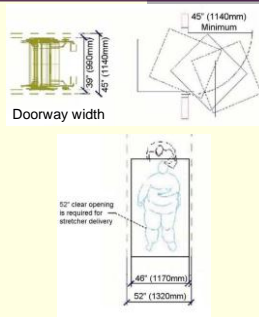 39" (990mm)
45" (1140mm)
Doorway width
45" (1140mm)
Minimum
52" clear opening
is required for
stretcher delivery
46" (1170mm)
52" (1320mm)